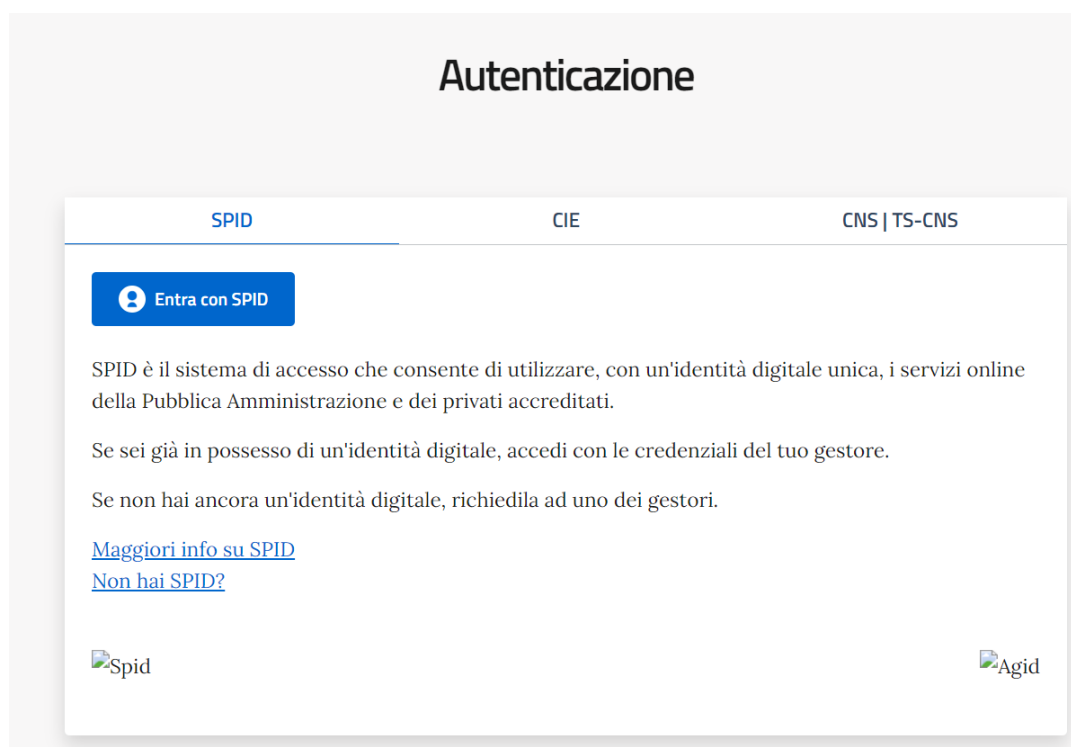 Autenticazione
SPID
CIE
CNS | TS-CNS
Entra con SPID
SPID è il sistema di accesso che consente di utilizzare, con un'identità digitale unica, i servizi online
della Pubblica Amministrazione e dei privati accreditati.
Se sei già in possesso di un'identità digitale, accedi con le credenziali del tuo gestore.
Se non hai ancora un'identità digitale, richiedila ad uno dei gestori.
Maggiori info su SPID
Non hai SPID?
Spid
Agid